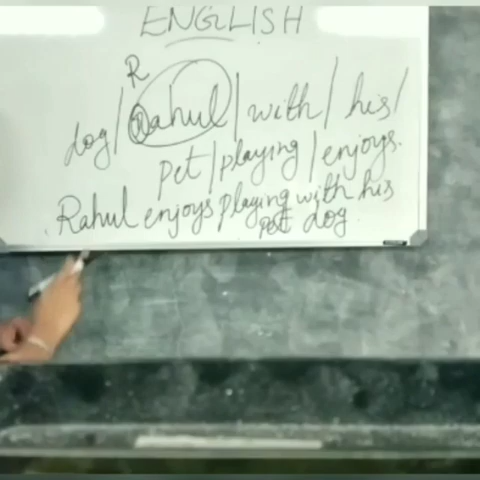 ENGLISH
R
dog / Rahul / with / his /
pet / playing / enjoys.
Rahul enjoys playing with his
pet dog